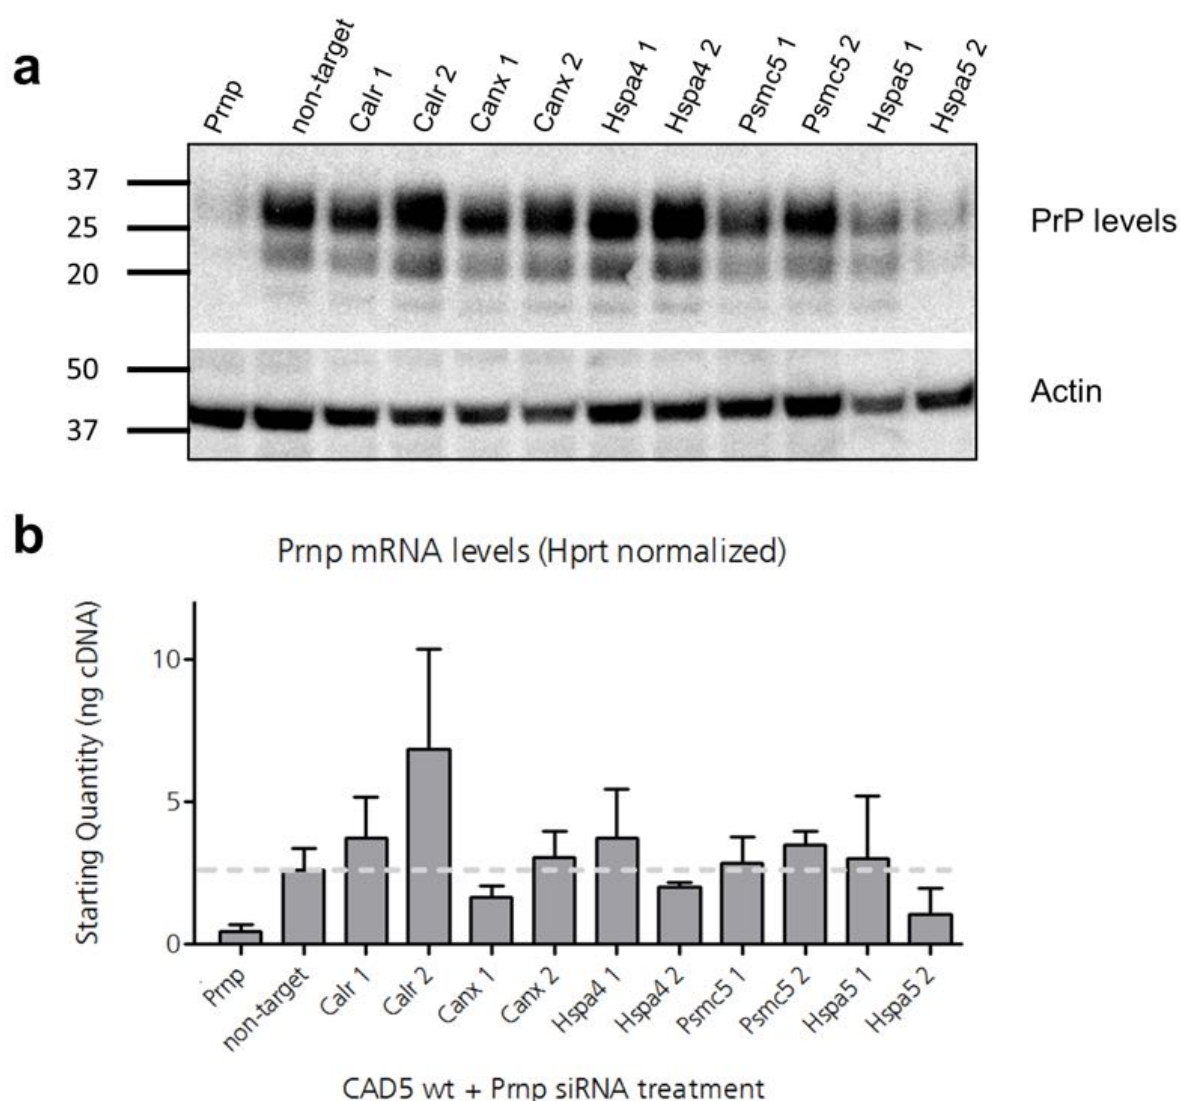 a
Prnp
non-target
Calr 1
Calr 2
Canx 1
Canx 2
Hspa4 1
Hspa4 2
Psmc5 1
Psmc5 2
Hspa5 1
Hspa5 2
37
25
20
PrP levels
50
37
Actin
b
Prnp mRNA levels (Hprt normalized)
Starting Quantity (ng cDNA)
10
5
0
Prnp
non-target
Calr 1
Calr 2
Canx 1
Canx 2
Hspa4 1
Hspa4 2
Psmc5 1
Psmc5 2
Hspa5 1
Hspa5 2
CAD5 wt + Prnp siRNA treatment